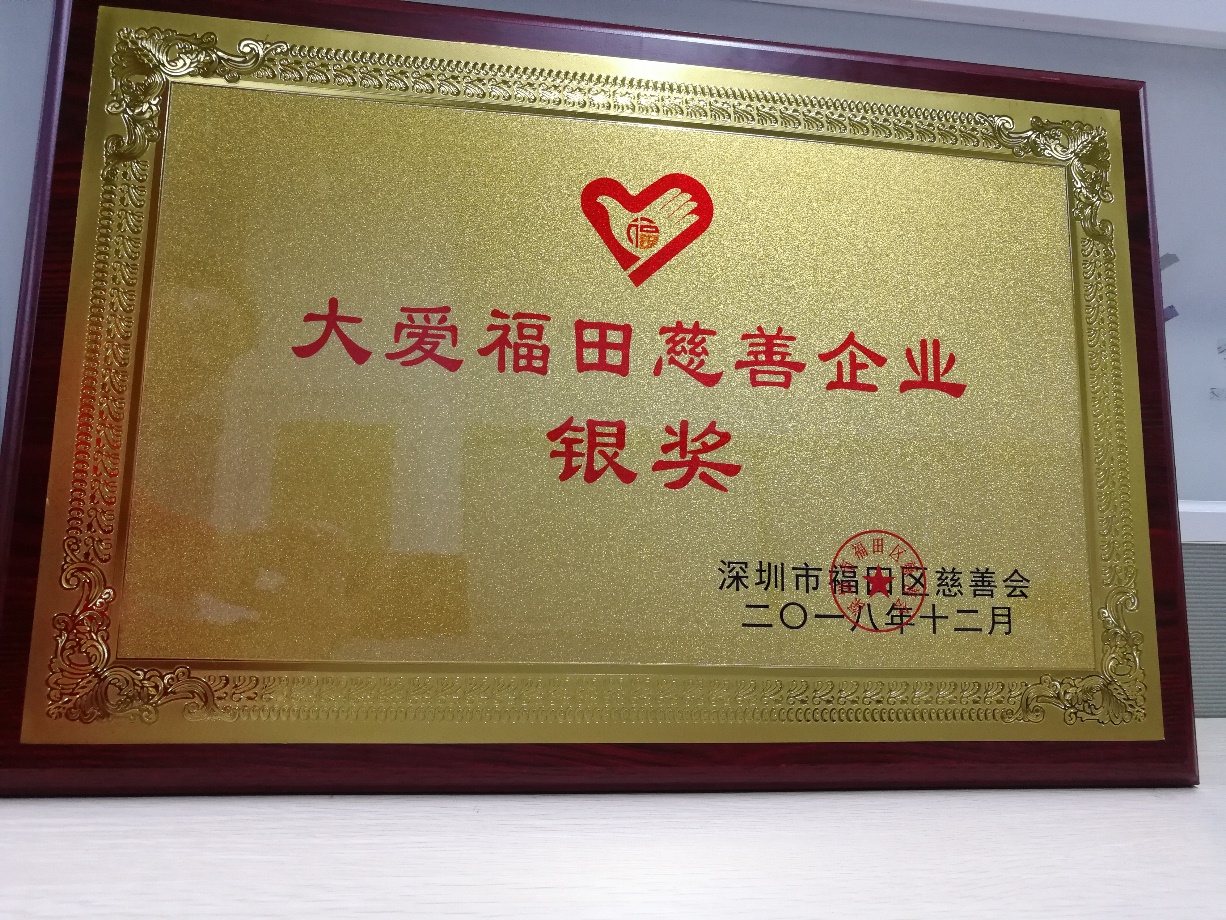 福
大爱福田慈善企业
银奖
深圳市福田区慈善会
二〇一八年十二月